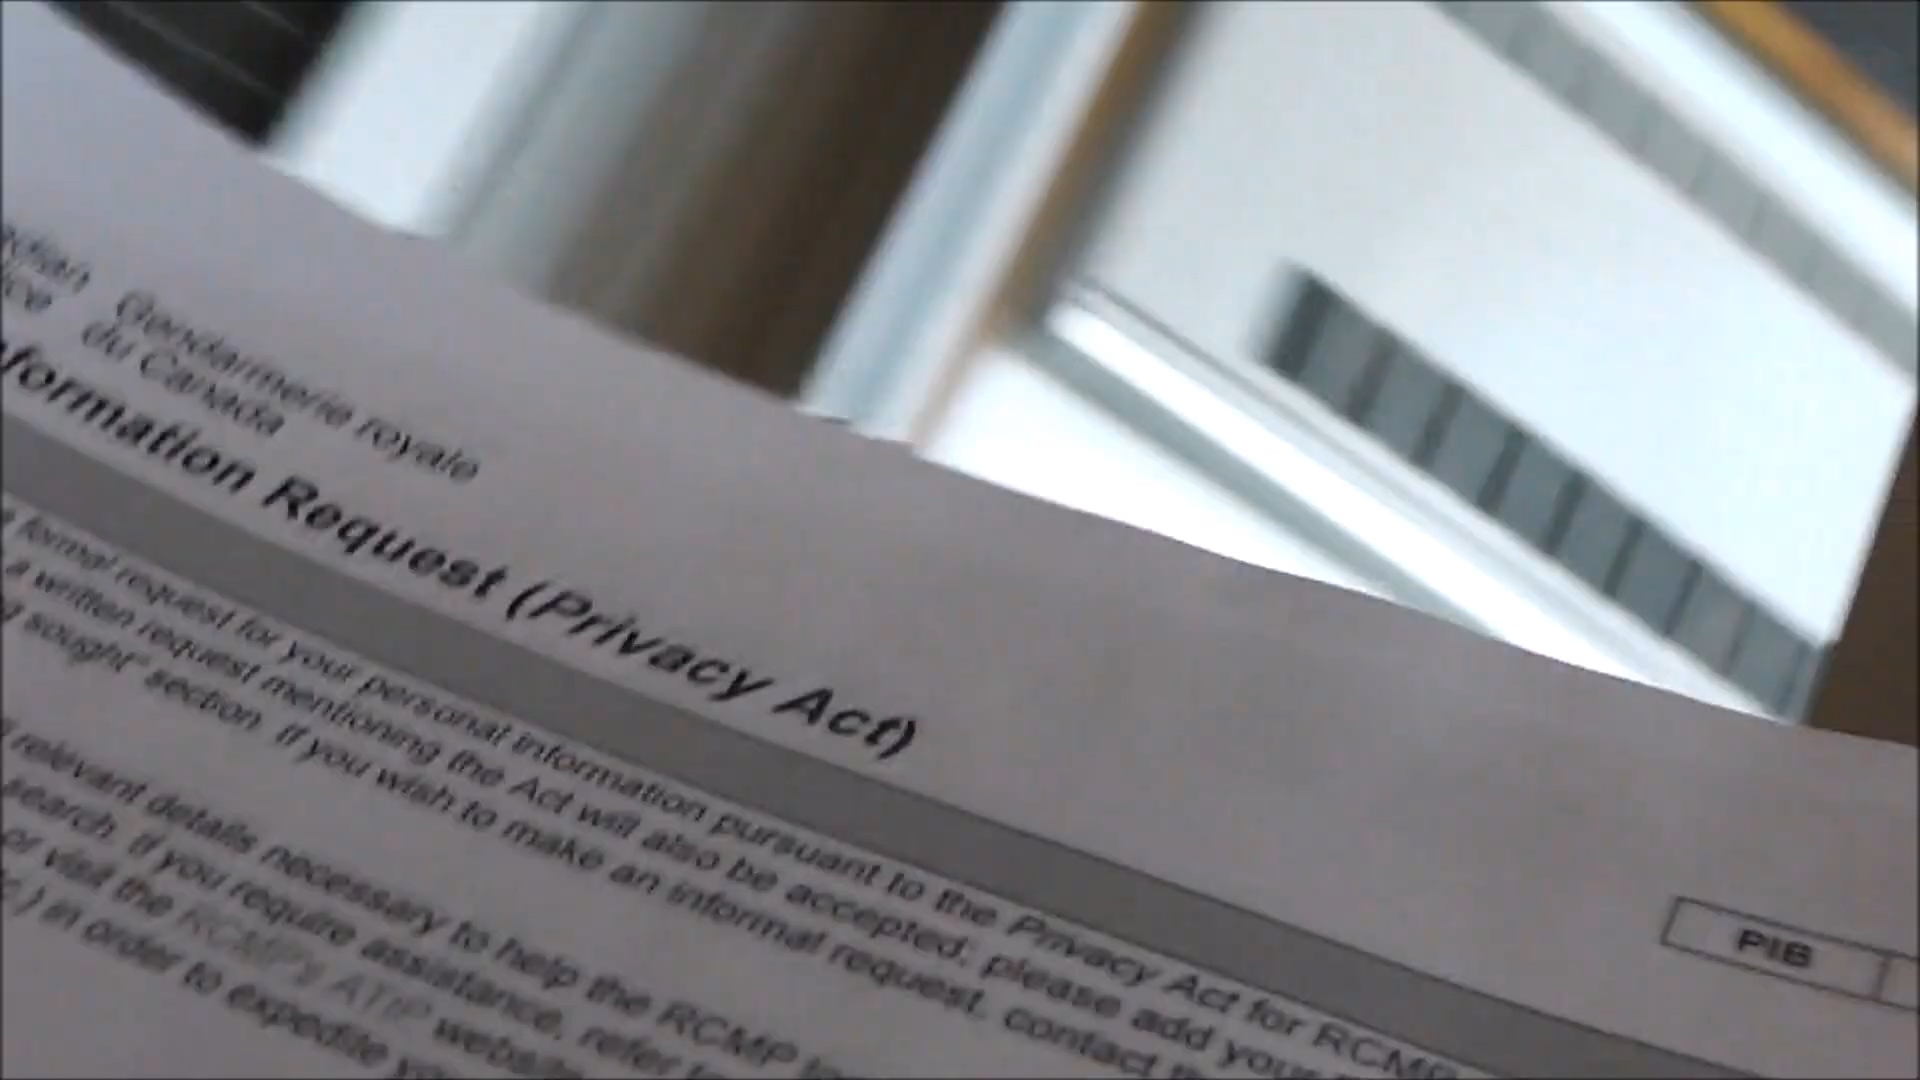 Gendarmerie royale
du Canada
formation Request (Privacy Act)
PIB
formal request for your personal information pursuant to the Privacy Act for RCMP
a written request mentioning the Act will also be accepted; please add your
sought" section. If you wish to make an informal request, contact
relevant details necessary to help the RCMP
search. If you require assistance, refer
or visit the RCMP's ATIP website
in order to expedite